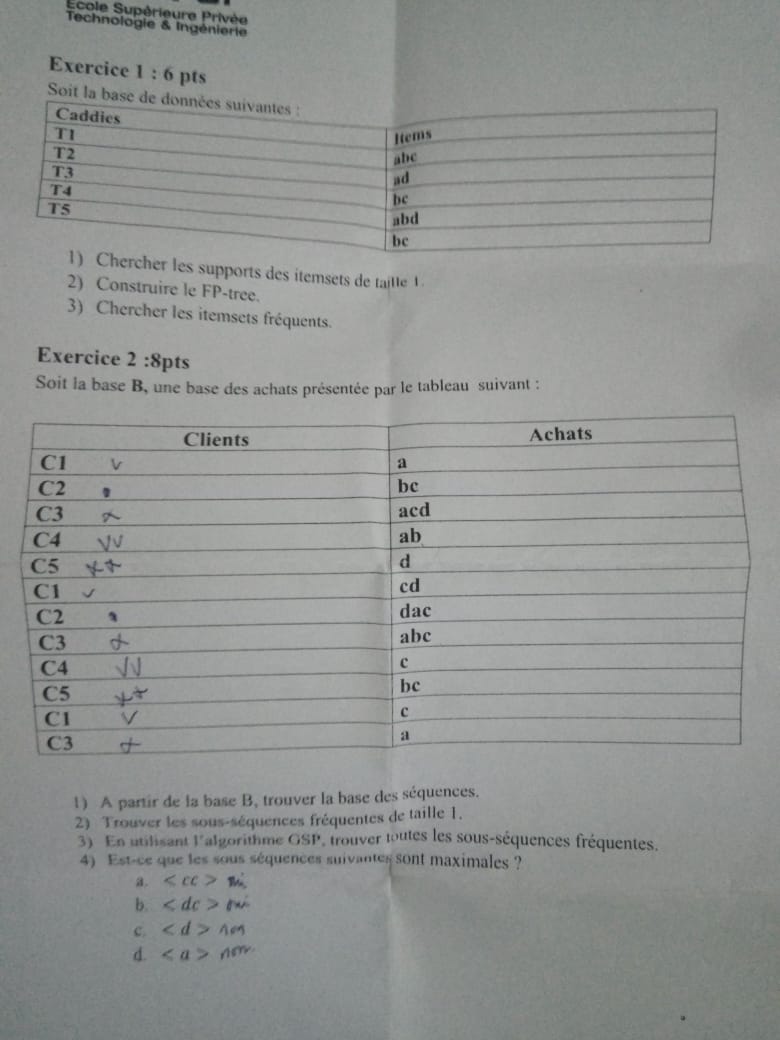 École Supérieure Privée
Technologie & Ingénierie
Exercice 1 : 6 pts
Soit la base de données suivantes :
Caddies Items
T1 abc
T2 ad
T3 bc
T4 abd
T5 bc
1) Chercher les supports des itemsets de taille 1.
2) Construire le FP-tree.
3) Chercher les itemsets fréquents.
Exercice 2 :8pts
Soit la base B, une base des achats présentée par le tableau suivant :
Clients Achats
C1 v a
C2 bc
C3 x acd
C4 vv ab
C5 xx d
C1 v cd
C2 dac
C3 x abc
C4 vv c
C5 xx bc
C1 v c
C3 x a
1) A partir de la base B, trouver la base des séquences.
2) Trouver les sous-séquences fréquentes de taille 1.
3) En utilisant l'algorithme GSP, trouver toutes les sous-séquences fréquentes.
4) Est-ce que les sous séquences suivantes sont maximales ?
a. < cc >
b. < dc > oui
c. < d > non
d. < a > non